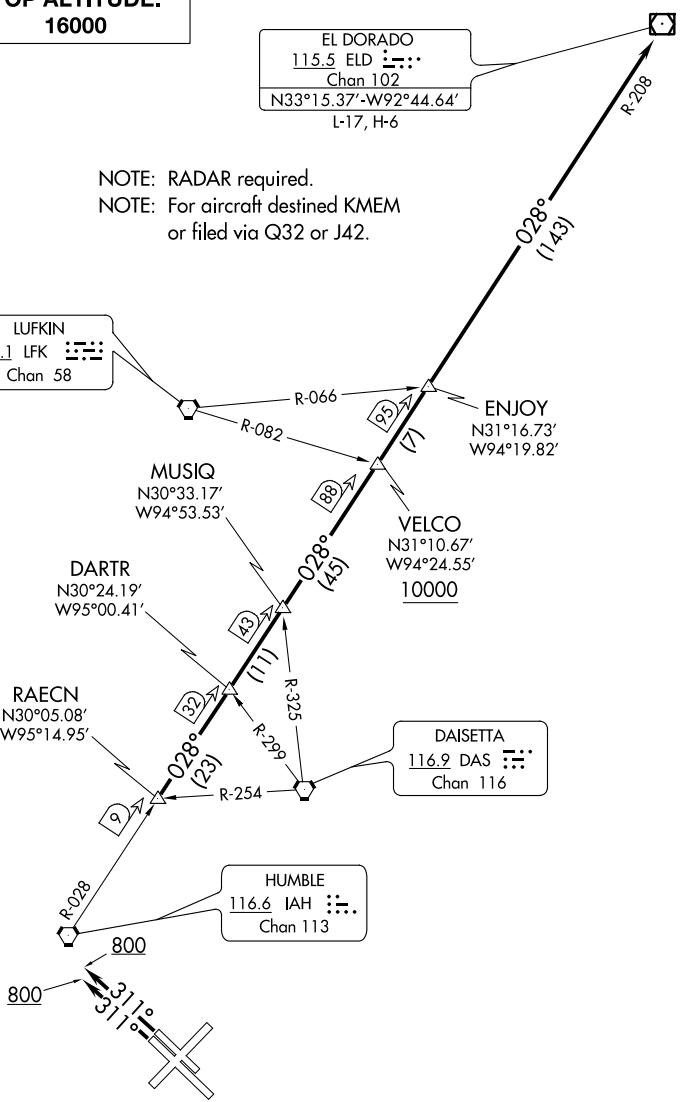 TOP ALTITUDE:
16000
EL DORADO
115.5 ELD
Chan 102
N33°15.37'-W92°44.64'
L-17, H-6
R-208
NOTE: RADAR required.
NOTE: For aircraft destined KMEM
or filed via Q32 or J42.
028°
(143)
LUFKIN
.1 LFK
Chan 58
R-066
R-082
95
(7)
ENJOY
N31°16.73'
W94°19.82'
88
VELCO
N31°10.67'
W94°24.55'
10000
MUSIQ
N30°33.17'
W94°53.53'
028°
(45)
DARTR
N30°24.19'
W95°00.41'
43
(11)
R-325
RAECN
N30°05.08'
W95°14.95'
32
R-299
028°
(23)
R-254
DAISETTA
116.9 DAS
Chan 116
9
R-028
HUMBLE
116.6 IAH
Chan 113
800
800
311°
311°